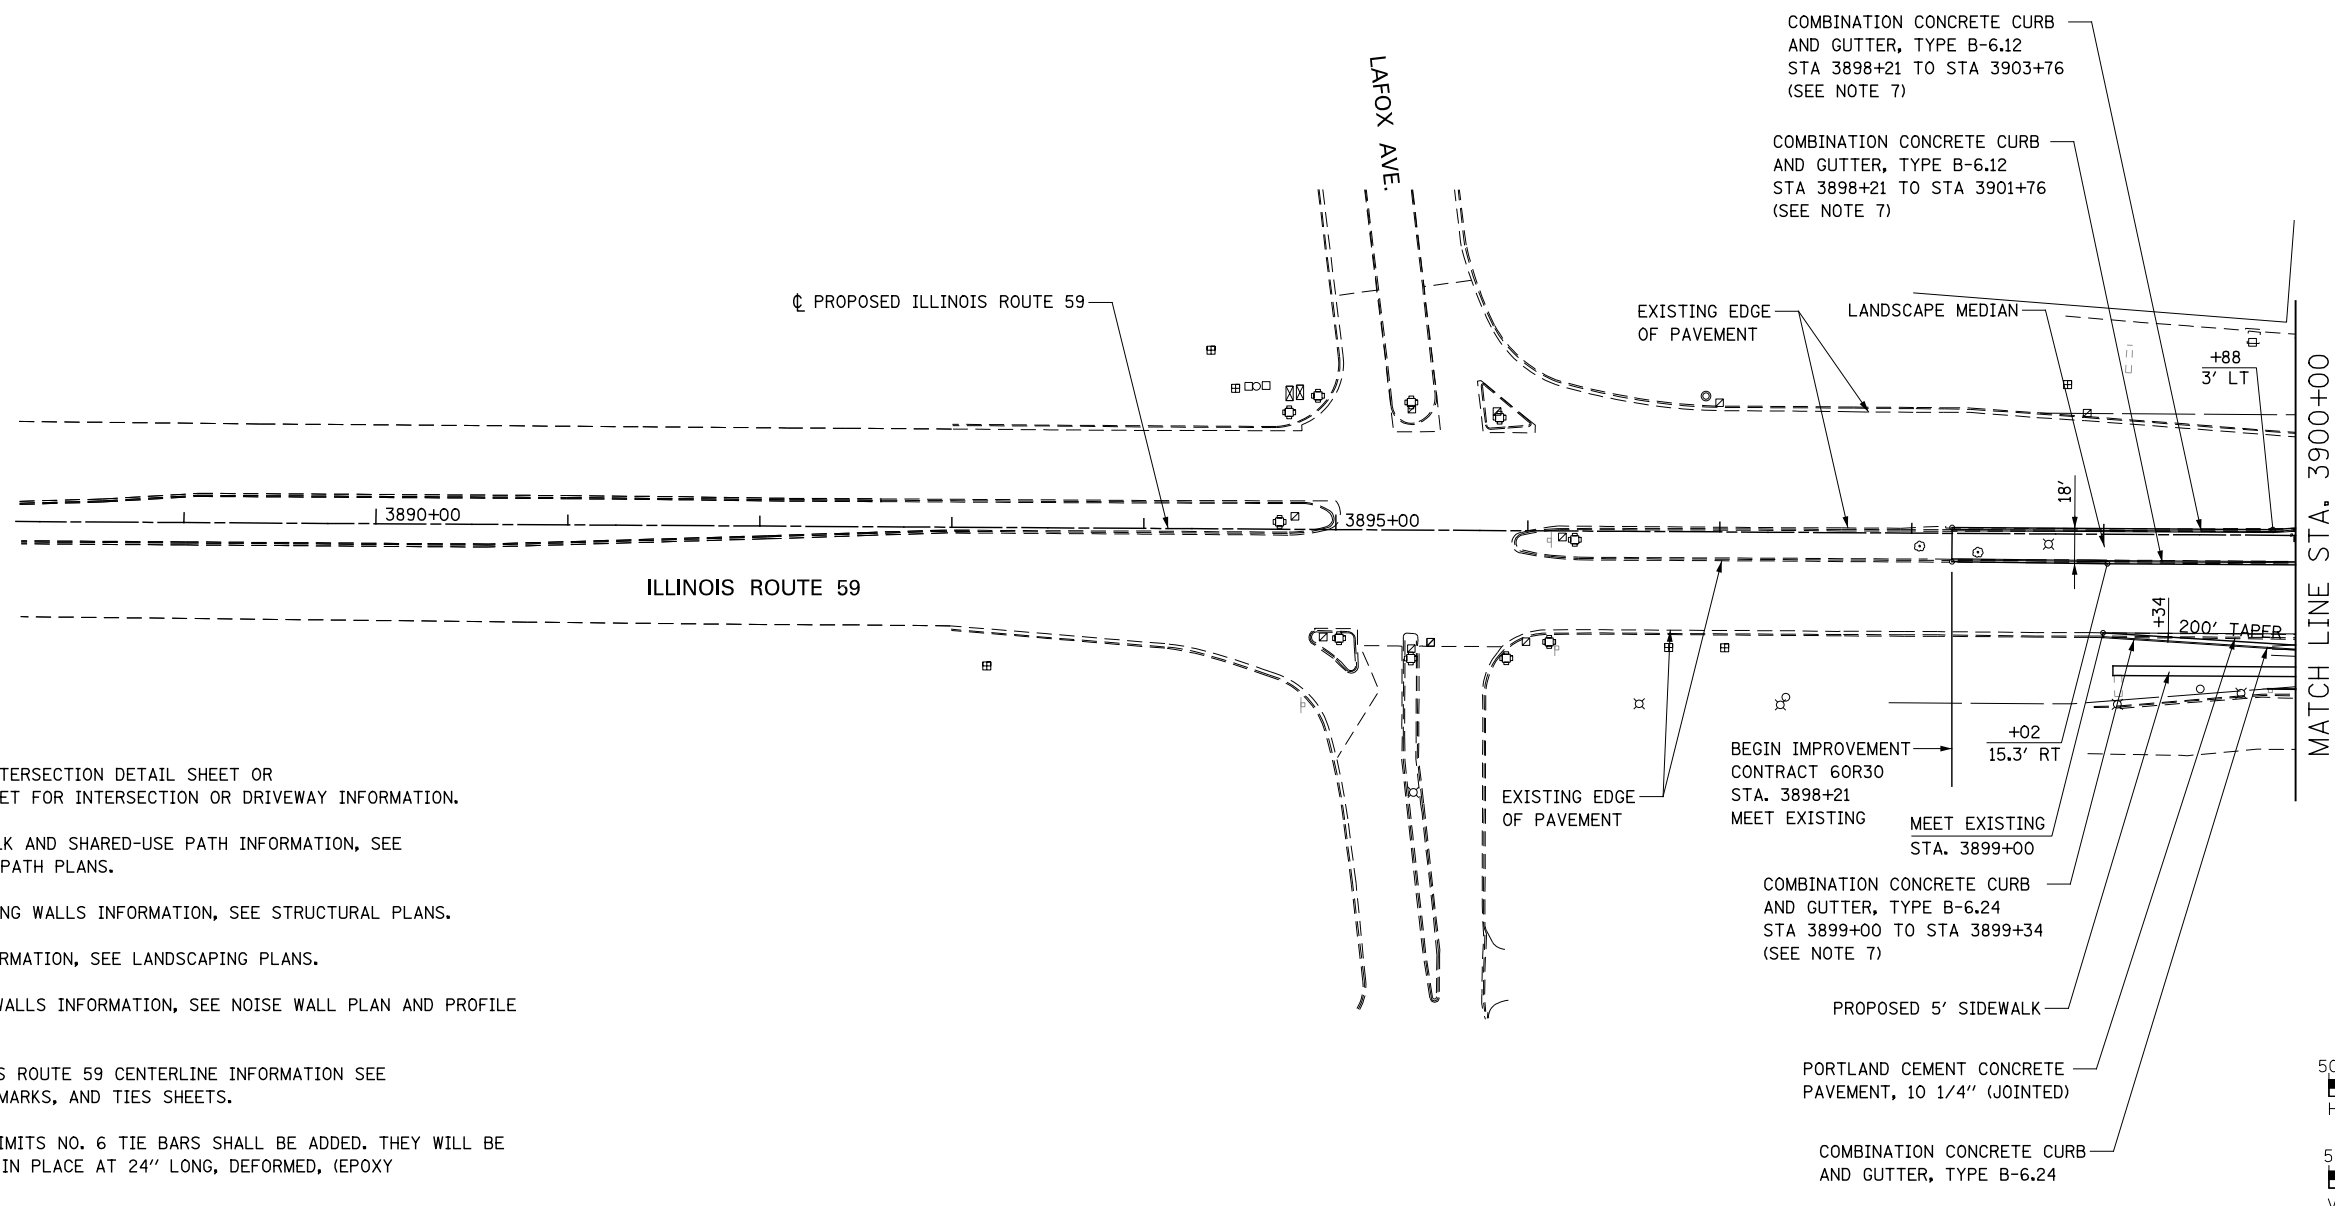 COMBINATION CONCRETE CURB
AND GUTTER, TYPE B-6.12
STA 3898+21 TO STA 3903+76
(SEE NOTE 7)
COMBINATION CONCRETE CURB
AND GUTTER, TYPE B-6.12
STA 3898+21 TO STA 3901+76
(SEE NOTE 7)
LAFOX AVE.
℄ PROPOSED ILLINOIS ROUTE 59
EXISTING EDGE
OF PAVEMENT
LANDSCAPE MEDIAN
+88
3' LT
MATCH LINE STA. 3900+00
18'
3890+00
3895+00
ILLINOIS ROUTE 59
+34
200' TAPER
+02
15.3' RT
BEGIN IMPROVEMENT
CONTRACT 60R30
STA. 3898+21
MEET EXISTING
EXISTING EDGE
OF PAVEMENT
MEET EXISTING
STA. 3899+00
COMBINATION CONCRETE CURB
AND GUTTER, TYPE B-6.24
STA 3899+00 TO STA 3899+34
(SEE NOTE 7)
PROPOSED 5' SIDEWALK
PORTLAND CEMENT CONCRETE
PAVEMENT, 10 1/4" (JOINTED)
COMBINATION CONCRETE CURB
AND GUTTER, TYPE B-6.24
TERSECTION DETAIL SHEET OR
ET FOR INTERSECTION OR DRIVEWAY INFORMATION.
LK AND SHARED-USE PATH INFORMATION, SEE
PATH PLANS.
NG WALLS INFORMATION, SEE STRUCTURAL PLANS.
RMATION, SEE LANDSCAPING PLANS.
WALLS INFORMATION, SEE NOISE WALL PLAN AND PROFILE
S ROUTE 59 CENTERLINE INFORMATION SEE
MARKS, AND TIES SHEETS.
IMITS NO. 6 TIE BARS SHALL BE ADDED. THEY WILL BE
IN PLACE AT 24" LONG, DEFORMED, (EPOXY
50
H
5